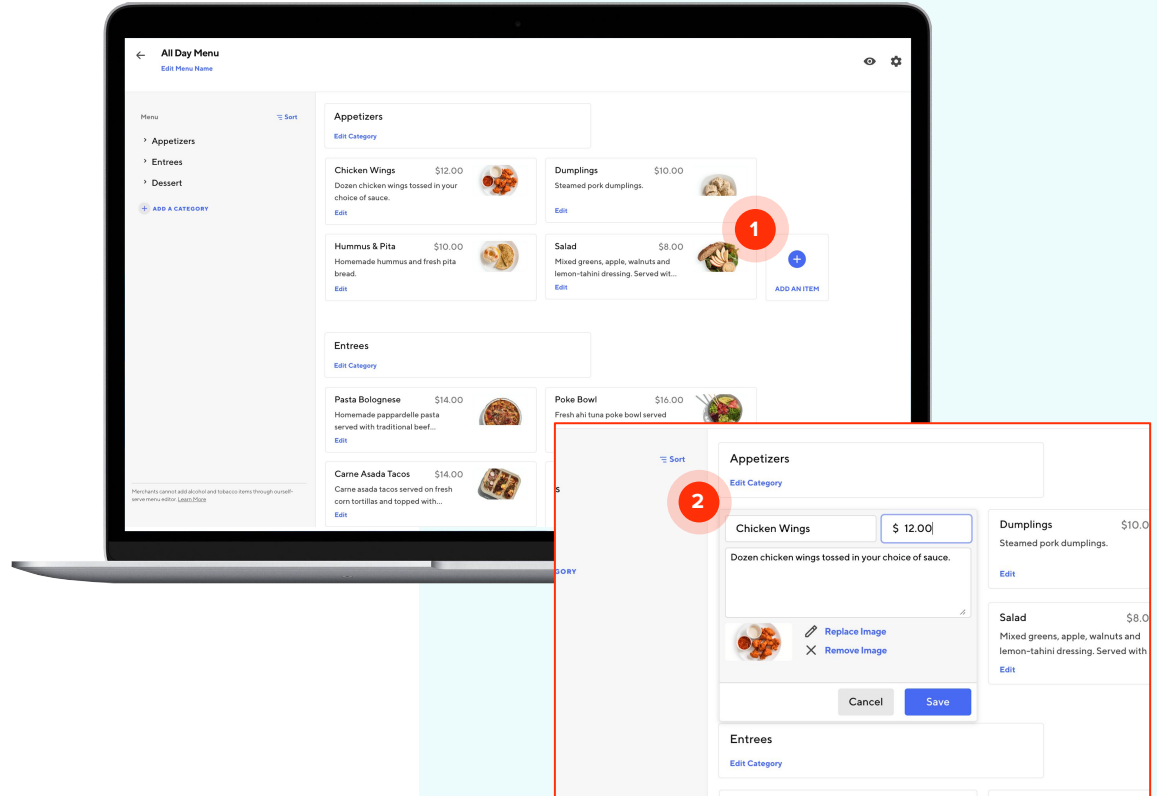 All Day Menu
Edit Menu Name
Menu
Sort
Appetizers
Entrees
Dessert
+ ADD A CATEGORY
Merchants cannot add alcohol and tobacco items through ourself-
serve menu editor. Learn More
Appetizers
Edit Category
Chicken Wings $12.00
Dozen chicken wings tossed in your
choice of sauce.
Edit
Dumplings $10.00
Steamed pork dumplings.
Edit
Hummus & Pita $10.00
Homemade hummus and fresh pita
bread.
Edit
Salad $8.00
Mixed greens, apple, walnuts and
lemon-tahini dressing. Served wit...
Edit
1
+
ADD AN ITEM
Entrees
Edit Category
Pasta Bolognese $14.00
Homemade pappardelle pasta
served with traditional beef...
Edit
Poke Bowl $16.00
Fresh ahi tuna poke bowl served
Carne Asada Tacos $14.00
Carne asada tacos served on fresh
corn tortillas and topped with...
Edit
Sort
s
GORY
2
Appetizers
Edit Category
Chicken Wings $ 12.00
Dozen chicken wings tossed in your choice of sauce.
Replace Image
Remove Image
Cancel Save
Dumplings $10.0
Steamed pork dumplings.
Edit
Salad $8.0
Mixed greens, apple, walnuts and
lemon-tahini dressing. Served with
Edit
Entrees
Edit Category